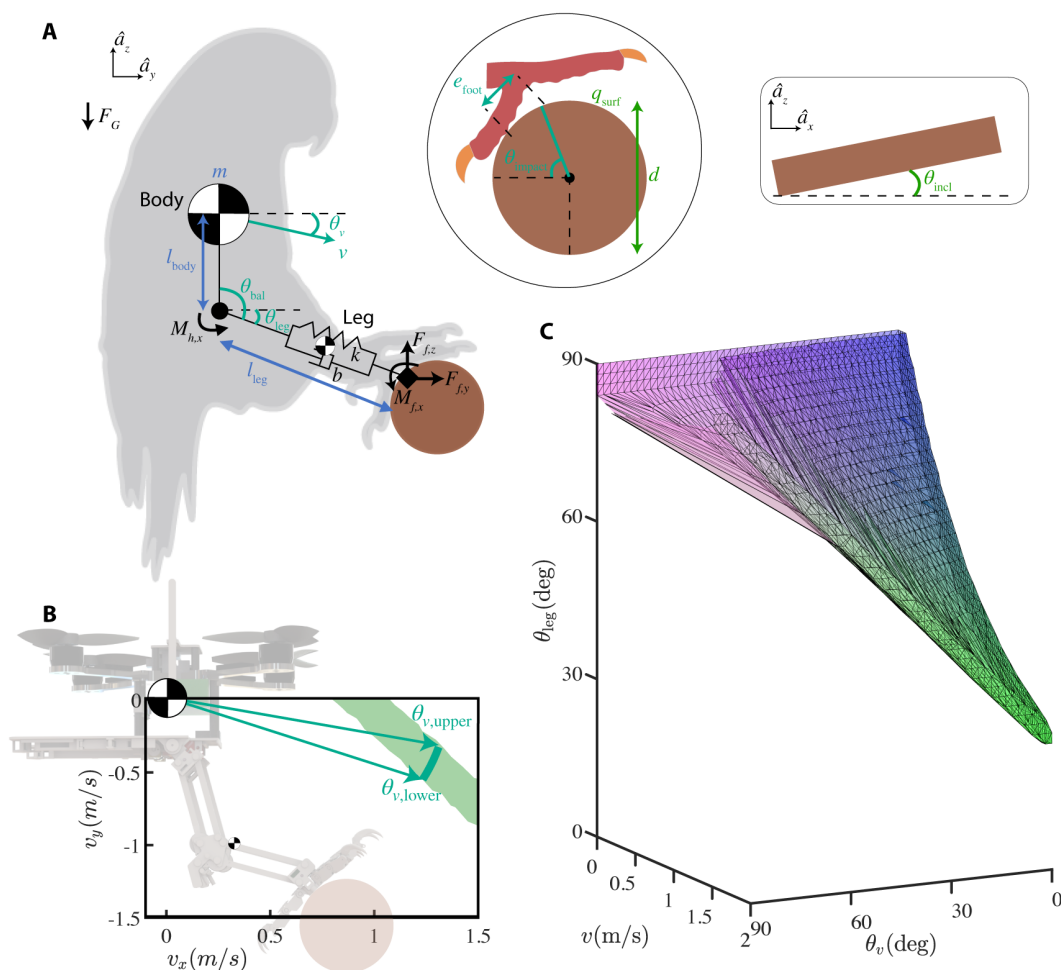 A
â_z
â_y
F_G
m
Body
θ_v
v
l_body
θ_bal
θ_leg
Leg
M_h,x
k
b
l_leg
F_f,z
F_f,y
M_f,x
e_foot
q_surf
d
â_z
â_x
θ_incl
B
0
-0.5
-1
-1.5
v_y(m/s)
θ_v,upper
θ_v,lower
0
0.5
1
1.5
v_x(m/s)
C
90
60
30
0
θ_leg(deg)
0
0.5
1
1.5
2
v(m/s)
90
60
30
0
θ_v(deg)